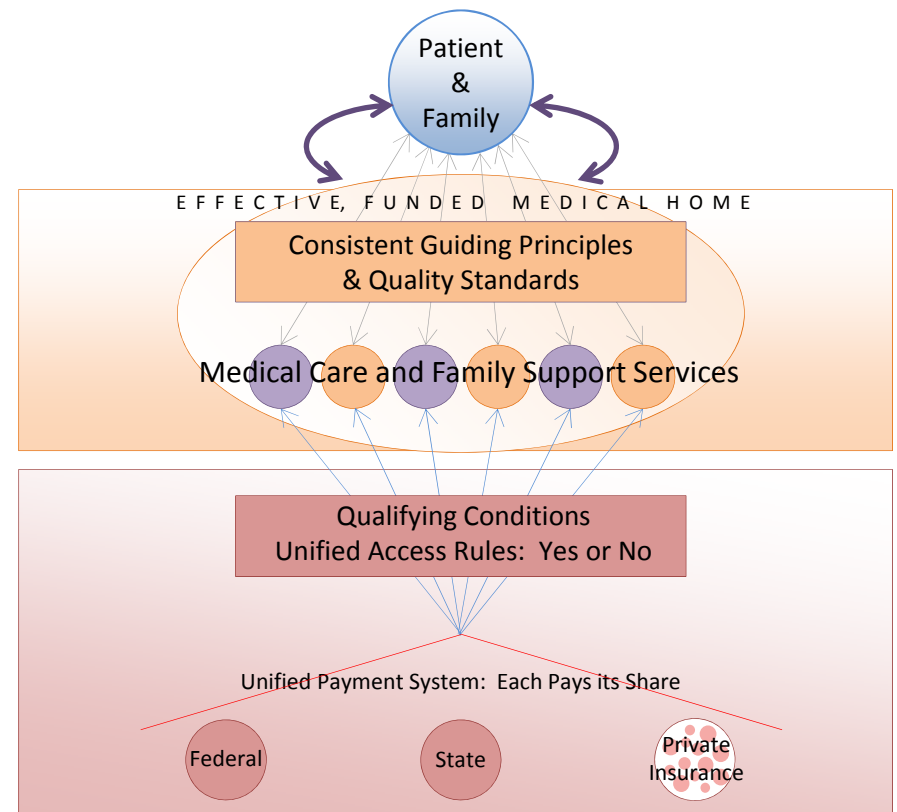 Patient
&
Family
EFFECTIVE, FUNDED MEDICAL HOME
Consistent Guiding Principles
& Quality Standards
Medical Care and Family Support Services
Qualifying Conditions
Unified Access Rules: Yes or No
Unified Payment System: Each Pays its Share
Federal
State
Private
Insurance